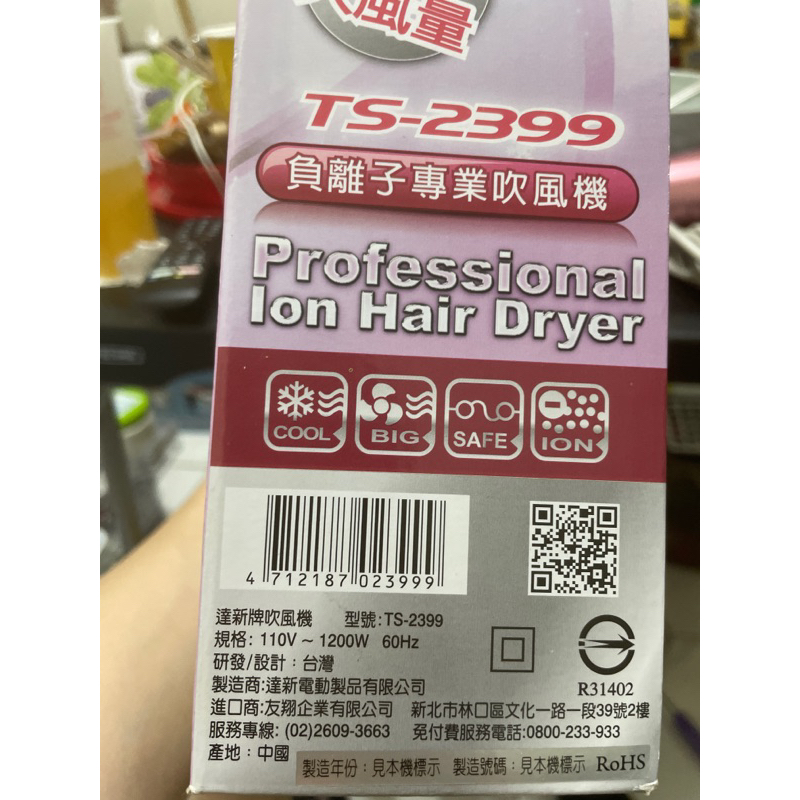 風量
TS-2399
負離子專業吹風機
Professional
Ion Hair Dryer
COOL BIG SAFE ION
4 712187 023999
達新牌吹風機 型號:TS-2399
規格: 110V ~ 1200W 60Hz
研發/設計: 台灣
製造商:達新電動製品有限公司
R31402
進口商:友翔企業有限公司 新北市林口區文化一路一段39號2樓
服務專線: (02)2609-3663 免付費服務電話:0800-233-933
產地: 中國
製造年份: 見本機標示 製造號碼: 見本機標示 RoHS